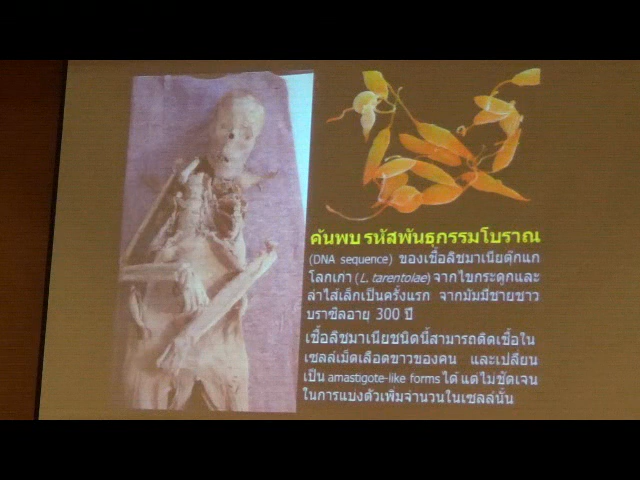 ค้นพบ รหัสพันธุกรรมโบราณ
(DNA sequence) ของเชื้อลิชมาเนียตุ๊กแก
โลกเก่า (L. tarentolae) จากไขกระดูกและ
ลำไส้เล็กเป็นครั้งแรก จากมัมมี่ชายชาว
บราซิลอายุ 300 ปี
เชื้อลิชมาเนียชนิดนี้สามารถติดเชื้อใน
เซลล์เม็ดเลือดขาวของคน และเปลี่ยน
เป็น amastigote-like forms ได้ แต่ไม่ชัดเจน
ในการแบ่งตัวเพิ่มจำนวนในเซลล์นั้น